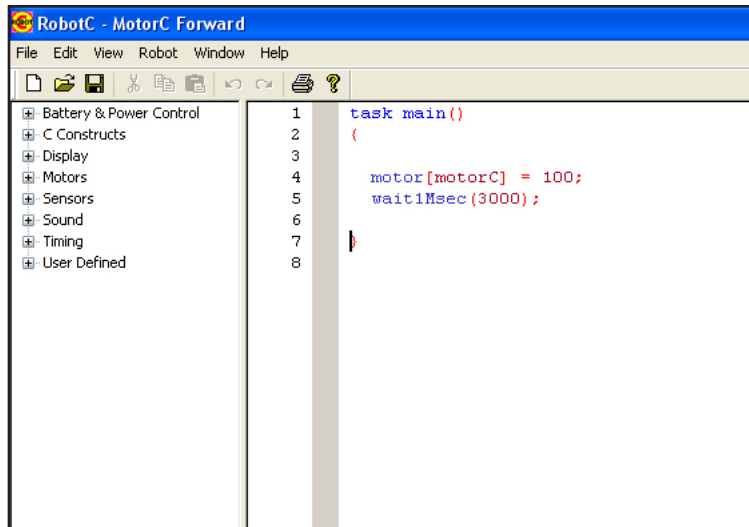 RobotC - MotorC Forward
File Edit View Robot Window Help
Battery & Power Control
C Constructs
Display
Motors
Sensors
Sound
Timing
User Defined
1 task main()
2 {
3
4 motor[motorC] = 100;
5 wait1Msec(3000);
6
7 }
8